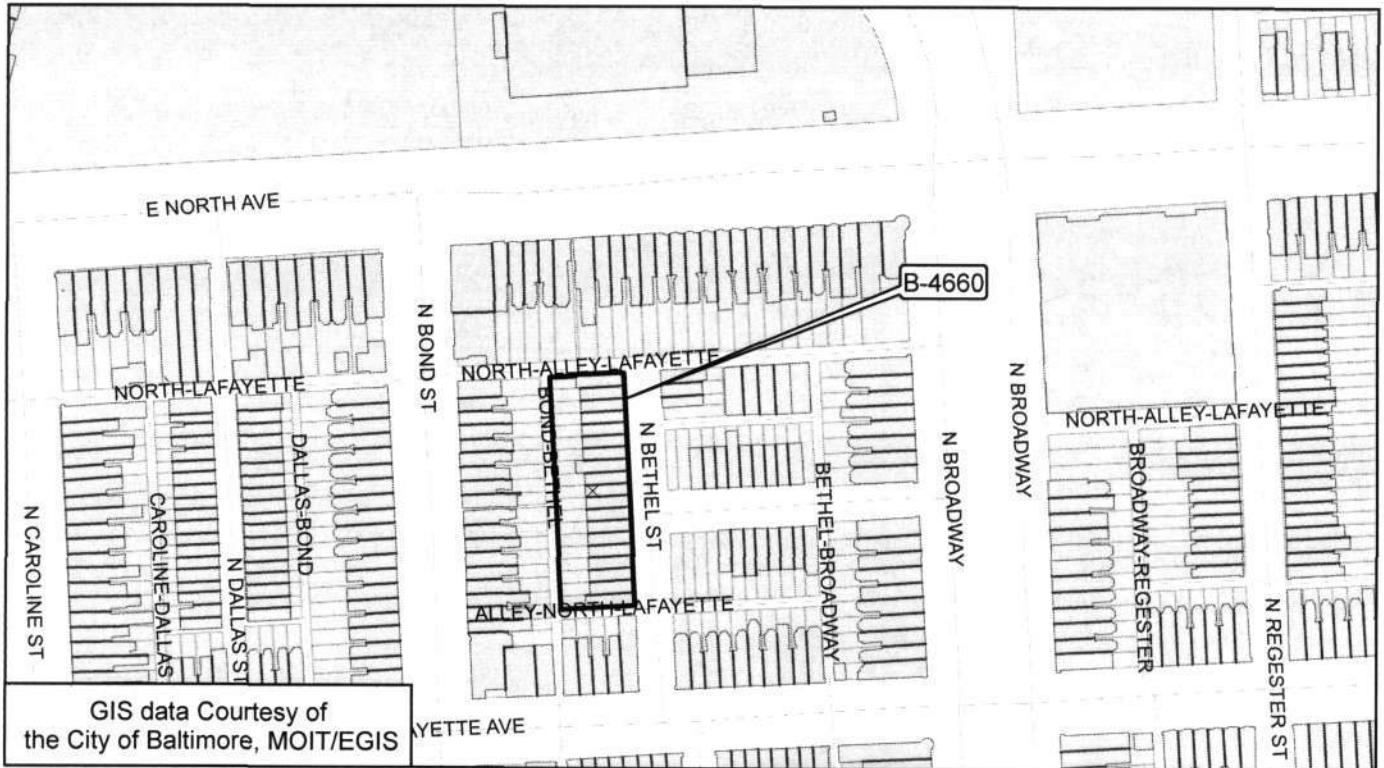 E NORTH AVE
B-4660
N BOND ST
NORTH-ALLEY-LAFAYETTE
NORTH-LAFAYETTE
N BROADWAY
NORTH-ALLEY-LAFAYETTE
BOND-BETHEL
N BETHEL ST
DALLAS-BOND
N BROADWAY
BETHEL-BROADWAY
BROADWAY-REGESTER
CAROLINE-DALLAS
N CAROLINE ST
N DALLAS ST
ALLEY-NORTH-LAFAYETTE
N REGESTER ST
GIS data Courtesy of
the City of Baltimore, MOIT/EGIS
AYETTE AVE